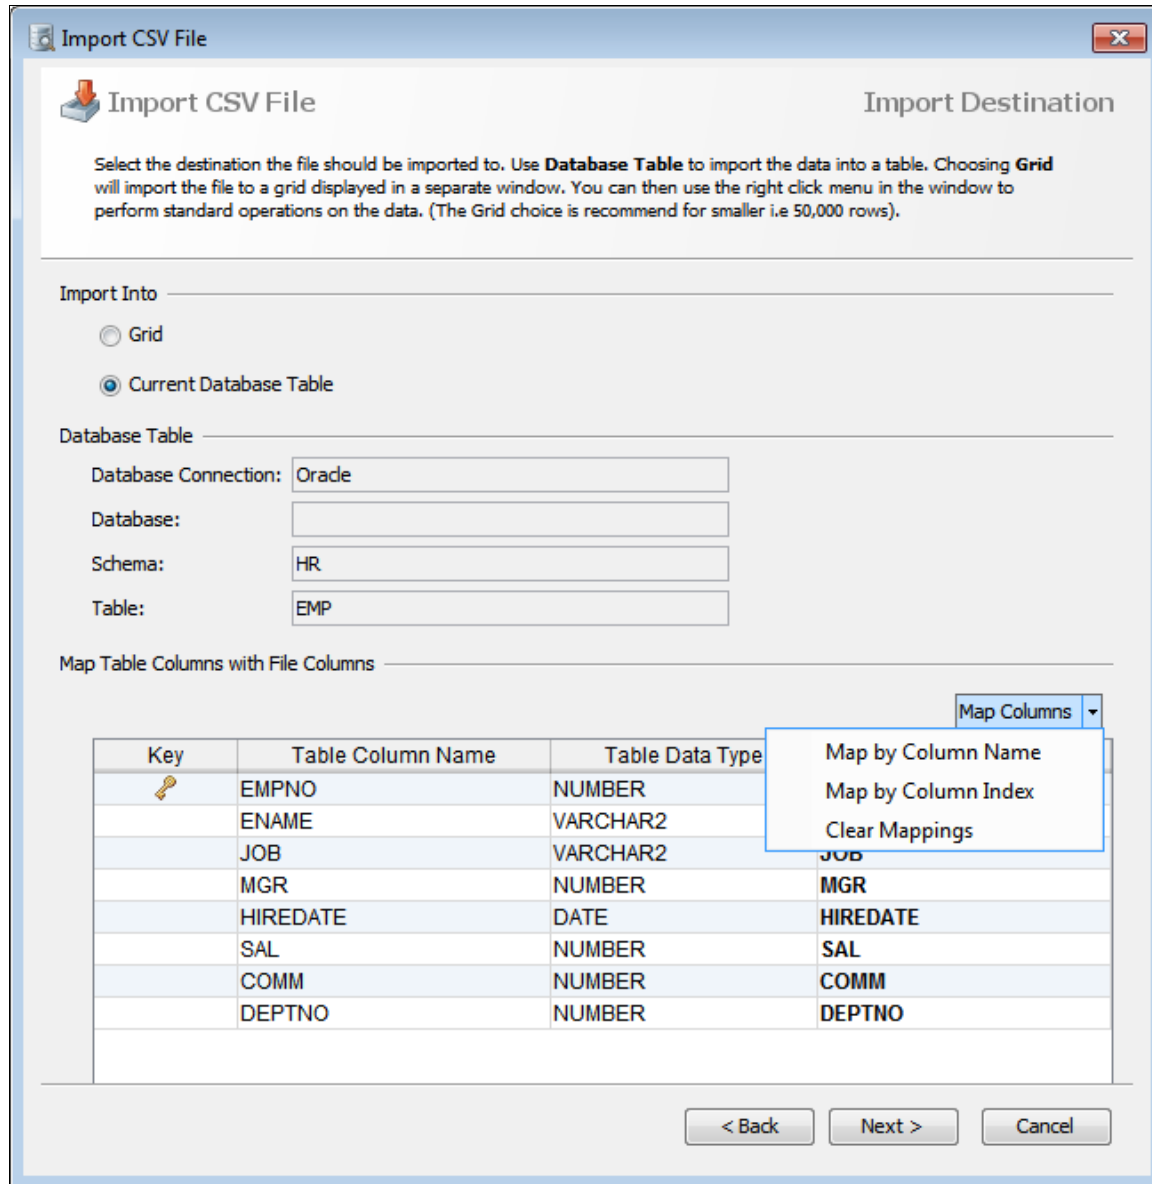 Import CSV File
Import CSV File Import Destination
Select the destination the file should be imported to. Use Database Table to import the data into a table. Choosing Grid
will import the file to a grid displayed in a separate window. You can then use the right click menu in the window to
perform standard operations on the data. (The Grid choice is recommend for smaller i.e 50,000 rows).
Import Into
Grid
Current Database Table
Database Table
Database Connection: Oracle
Database:
Schema: HR
Table: EMP
Map Table Columns with File Columns
Map Columns
Key Table Column Name Table Data Type
Map by Column Name
Map by Column Index
Clear Mappings
EMPNO NUMBER
ENAME VARCHAR2
JOB VARCHAR2 JOB
MGR NUMBER MGR
HIREDATE DATE HIREDATE
SAL NUMBER SAL
COMM NUMBER COMM
DEPTNO NUMBER DEPTNO
< Back Next > Cancel